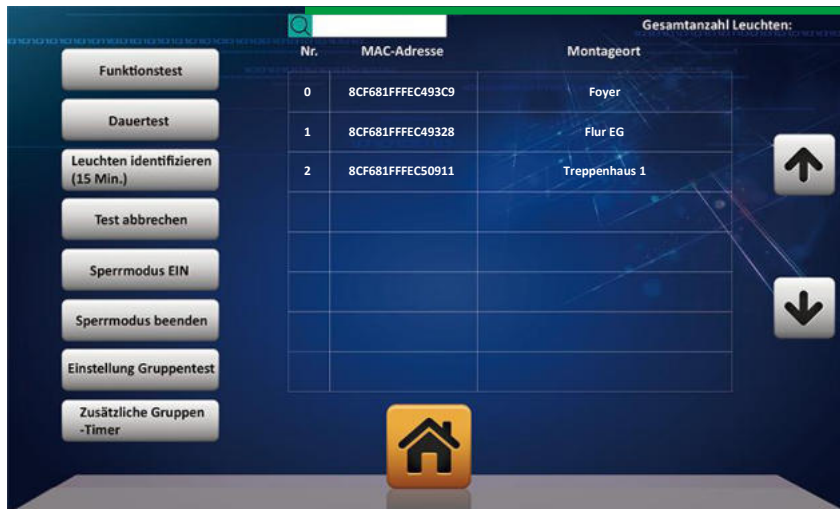 Gesamtanzahl Leuchten:
Nr. MAC-Adresse Montageort
0 8CF681FFFEC493C9 Foyer
1 8CF681FFFEC49328 Flur EG
2 8CF681FFFEC50911 Treppenhaus 1
Funktionstest
Dauertest
Leuchten identifizieren
(15 Min.)
Test abbrechen
Sperrmodus EIN
Sperrmodus beenden
Einstellung Gruppentest
Zusätzliche Gruppen
-Timer